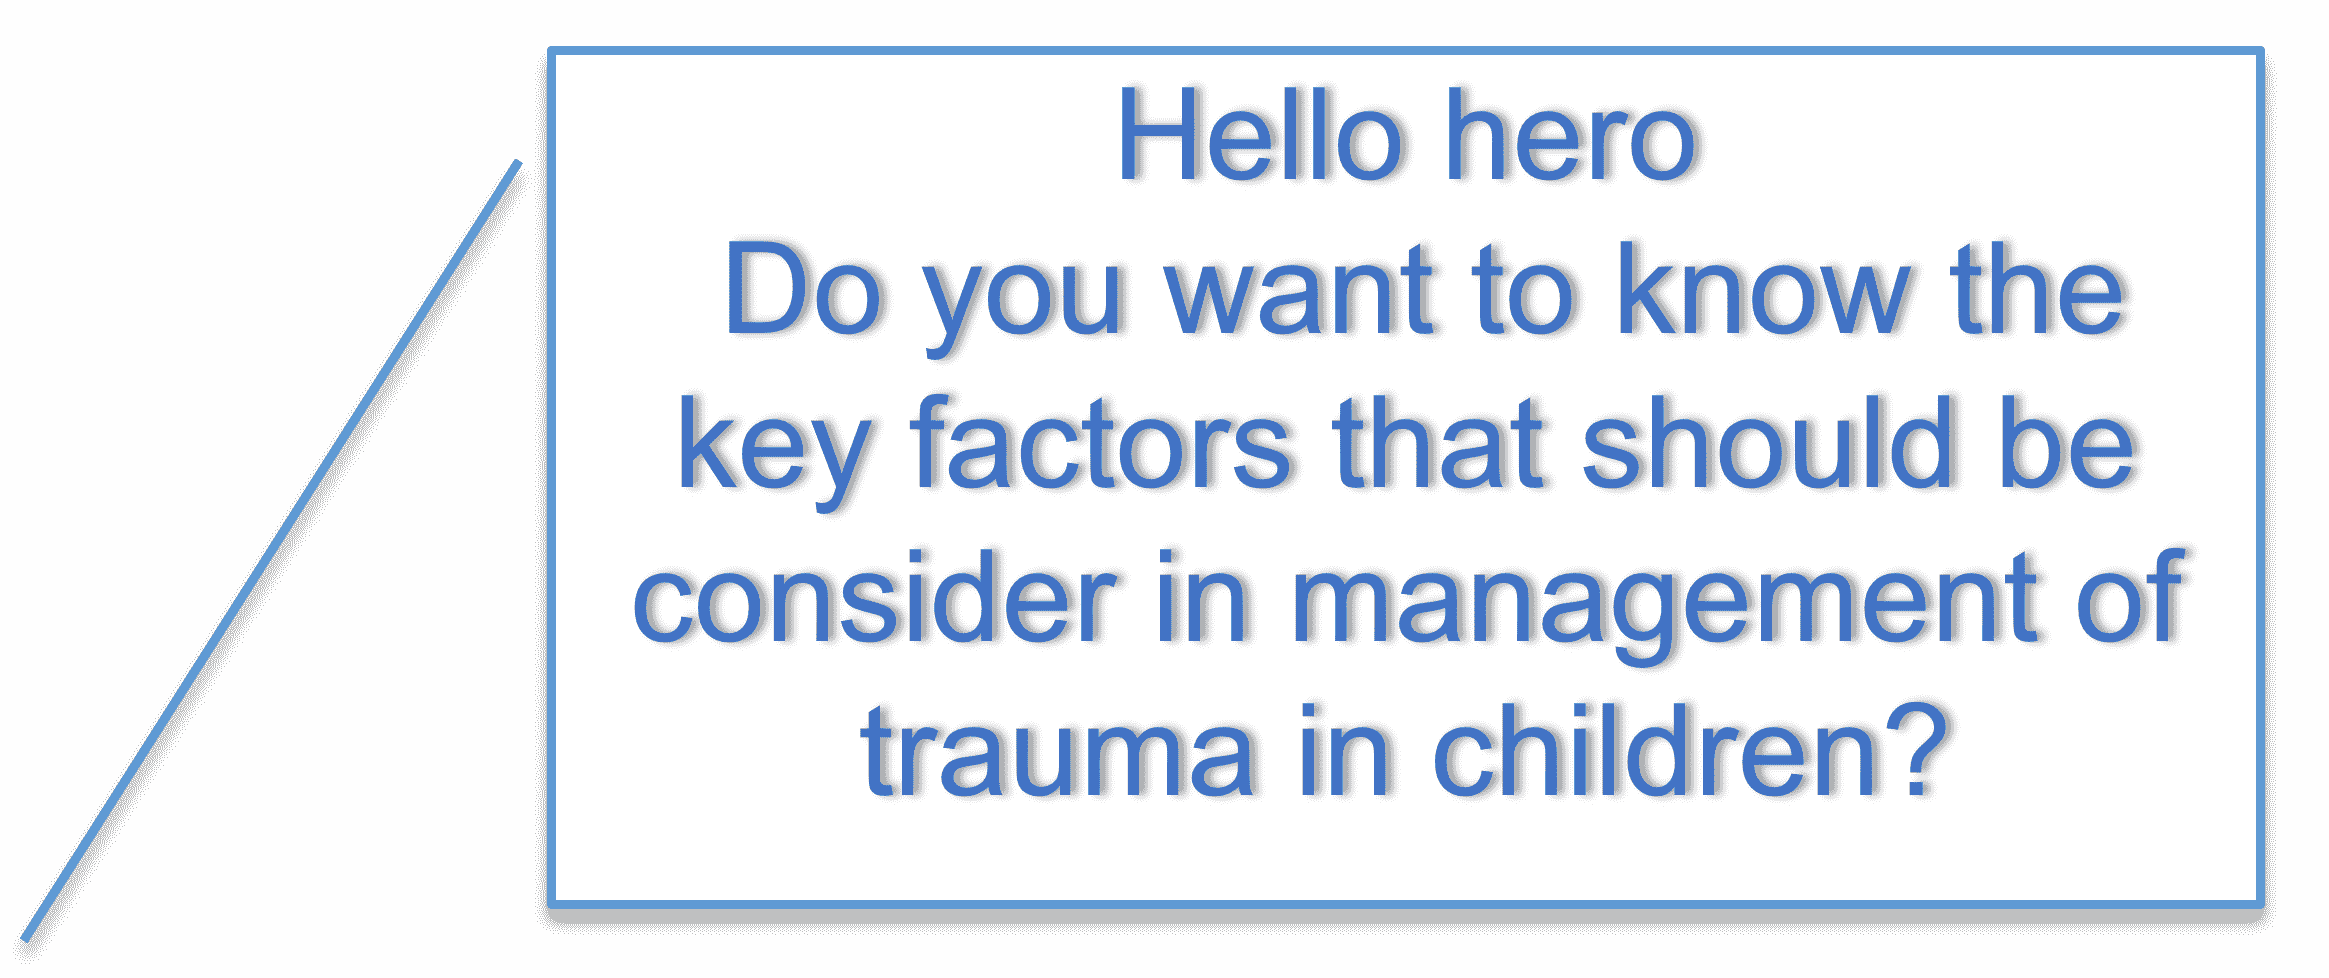 Hello hero
Do you want to know the
key factors that should be
consider in management of
trauma in children?